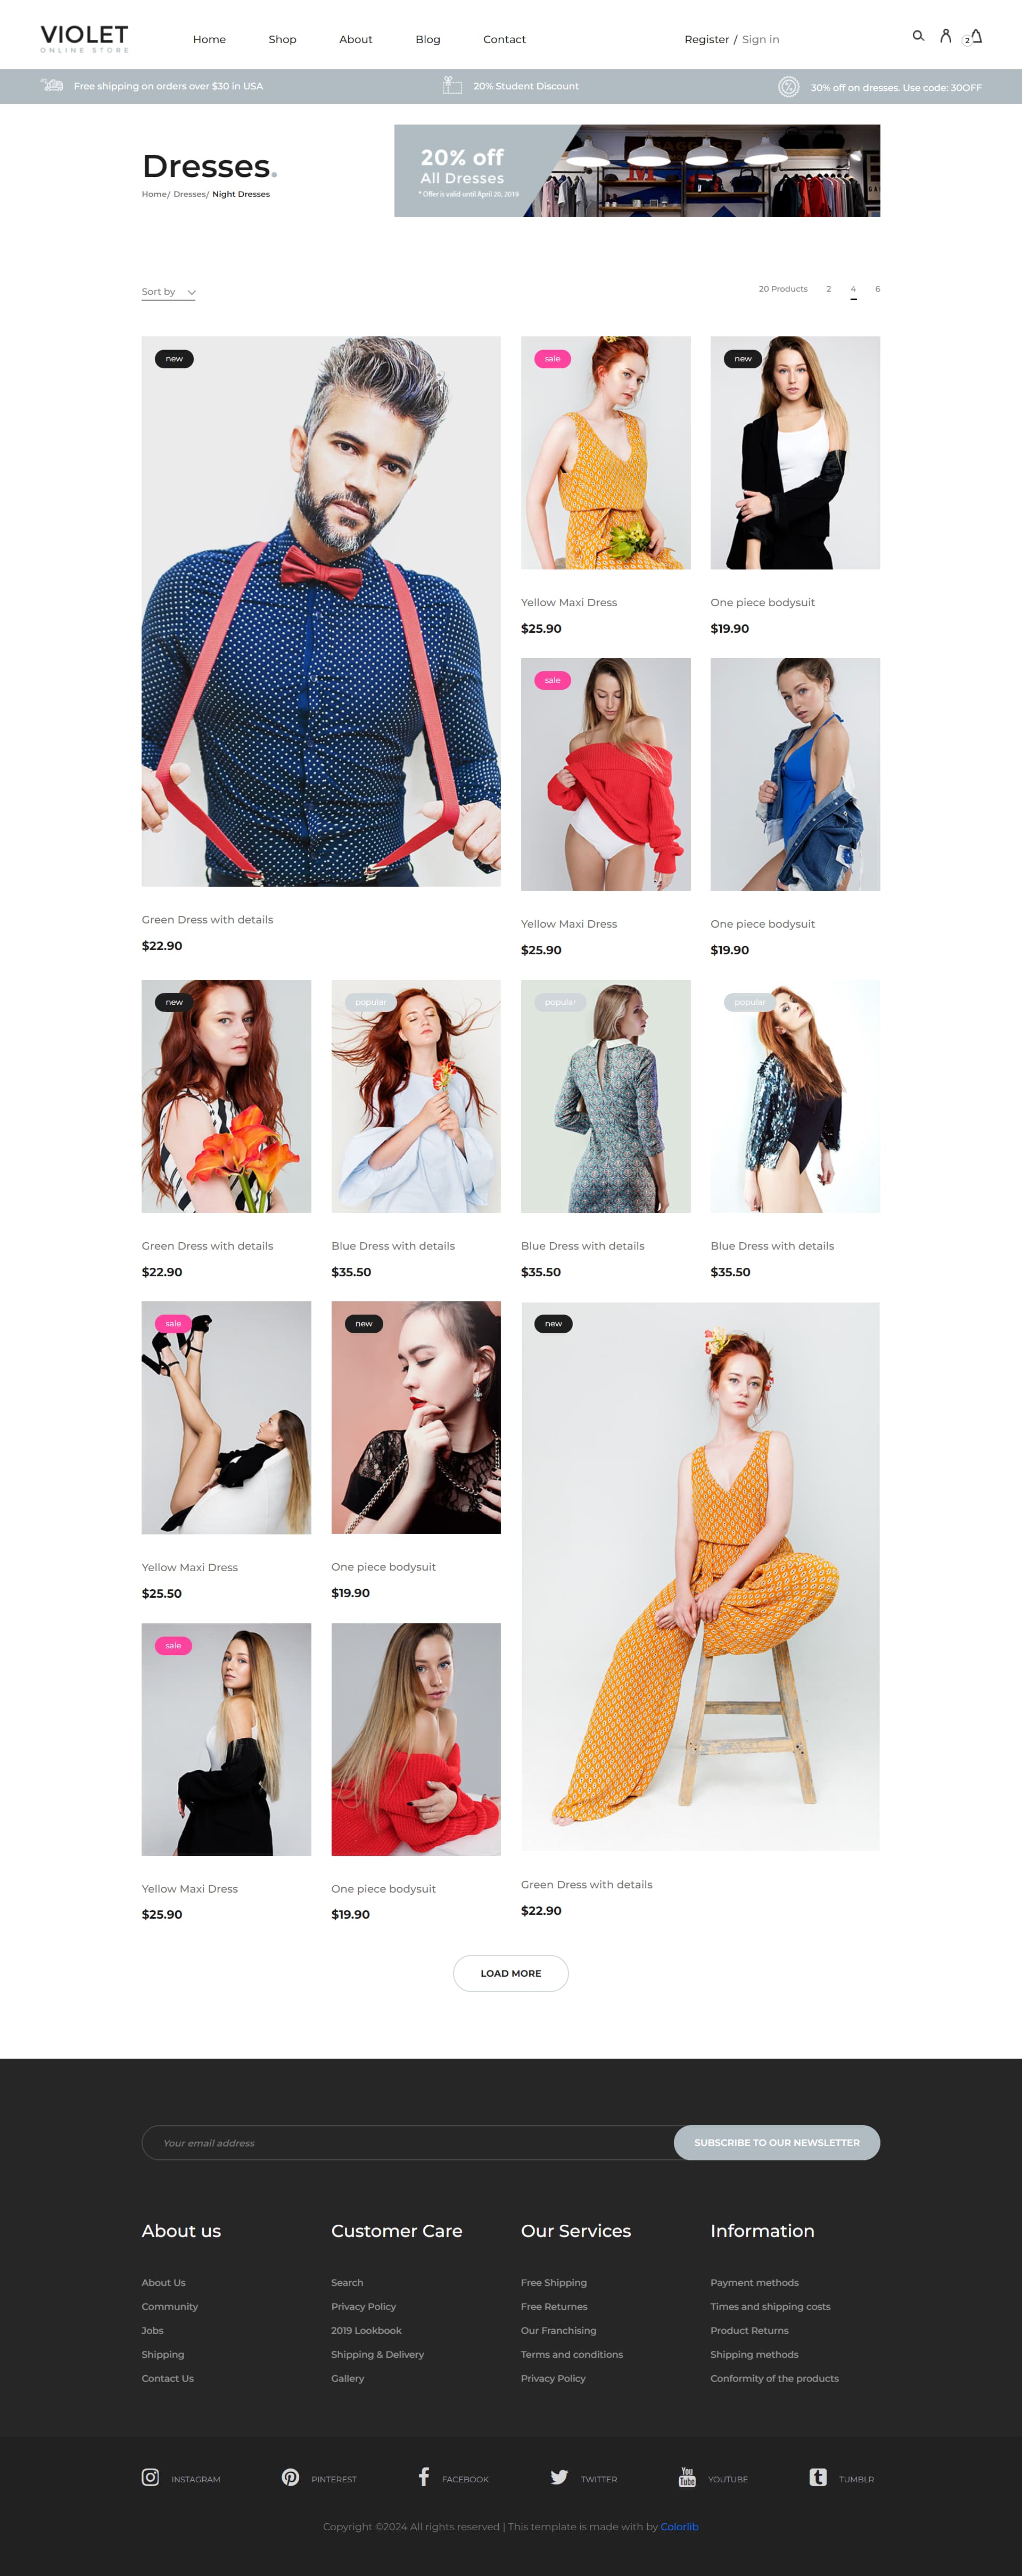 VIOLET
ONLINE STORE
Home
Shop
About
Blog
Contact
Register / Sign in
2
Free shipping on orders over $30 in USA
20% Student Discount
30% off on dresses. Use code: 30OFF
Dresses.
Home/ Dresses/ Night Dresses
20% off
All Dresses
* Offer is valid until April 20, 2019
Sort by
20 Products
2
4
6
new
sale
new
Yellow Maxi Dress
$25.90
One piece bodysuit
$19.90
sale
Green Dress with details
$22.90
Yellow Maxi Dress
$25.90
One piece bodysuit
$19.90
new
popular
popular
popular
Green Dress with details
$22.90
Blue Dress with details
$35.50
Blue Dress with details
$35.50
Blue Dress with details
$35.50
sale
new
new
Yellow Maxi Dress
$25.50
One piece bodysuit
$19.90
sale
Yellow Maxi Dress
$25.90
One piece bodysuit
$19.90
Green Dress with details
$22.90
LOAD MORE
Your email address
SUBSCRIBE TO OUR NEWSLETTER
About us
About Us
Community
Jobs
Shipping
Contact Us
Customer Care
Search
Privacy Policy
2019 Lookbook
Shipping & Delivery
Gallery
Our Services
Free Shipping
Free Returnes
Our Franchising
Terms and conditions
Privacy Policy
Information
Payment methods
Times and shipping costs
Product Returns
Shipping methods
Conformity of the products
INSTAGRAM
PINTEREST
FACEBOOK
TWITTER
You
Tube
YOUTUBE
TUMBLR
Copyright ©2024 All rights reserved | This template is made with by Colorlib